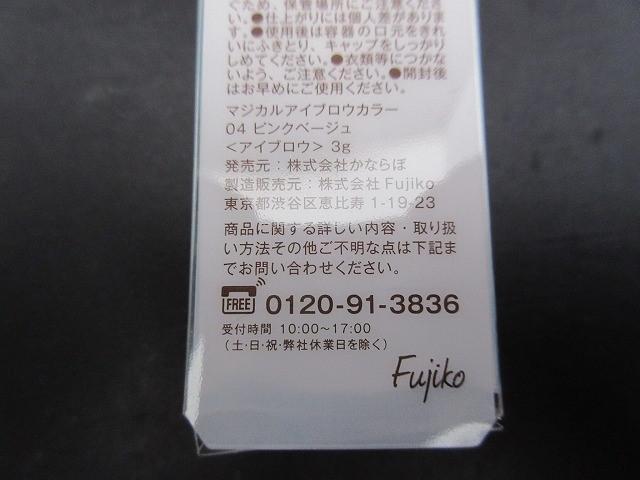 ぐため、保管場所にご注意くださ
い。●仕上がりには個人差がありま
す。●使用後は容器の口元をきれ
いにふきとり、キャップをしっかり
しめてください。●衣類等につかな
いよう、ご注意ください。●開封後
はお早めにご使用ください。
マジカルアイブロウカラー
04 ピンクベージュ
＜アイブロウ＞ 3g
発売元：株式会社かならぼ
製造販売元：株式会社 Fujiko
東京都渋谷区恵比寿 1-19-23
商品に関する詳しい内容・取り扱
い方法その他ご不明な点は下記ま
でお問い合わせください。
FREE 0120-91-3836
受付時間 10:00～17:00
（土・日・祝・弊社休業日を除く）
Fujiko